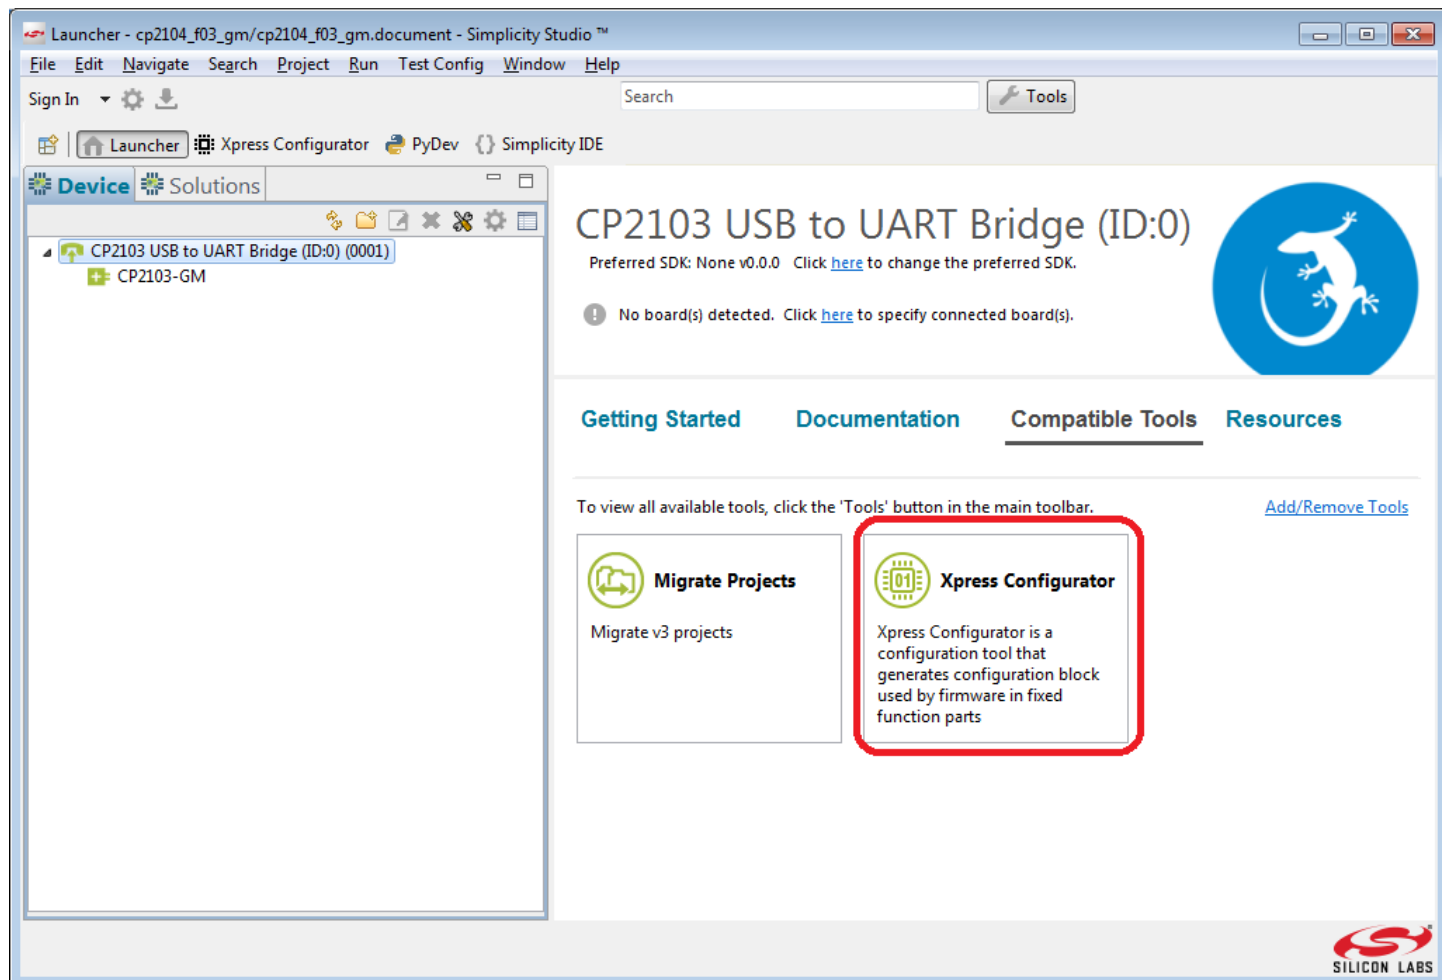 Launcher - cp2104_f03_gm/cp2104_f03_gm.document - Simplicity Studio ™
File Edit Navigate Search Project Run Test Config Window Help
Sign In
Search
Tools
Launcher
Xpress Configurator
PyDev
{} Simplicity IDE
Device
Solutions
CP2103 USB to UART Bridge (ID:0) (0001)
CP2103-GM
CP2103 USB to UART Bridge (ID:0)
Preferred SDK: None v0.0.0 Click here to change the preferred SDK.
No board(s) detected. Click here to specify connected board(s).
Getting Started
Documentation
Compatible Tools
Resources
To view all available tools, click the 'Tools' button in the main toolbar.
Add/Remove Tools
Migrate Projects
Migrate v3 projects
01
Xpress Configurator
Xpress Configurator is a
configuration tool that
generates configuration block
used by firmware in fixed
function parts
SILICON LABS